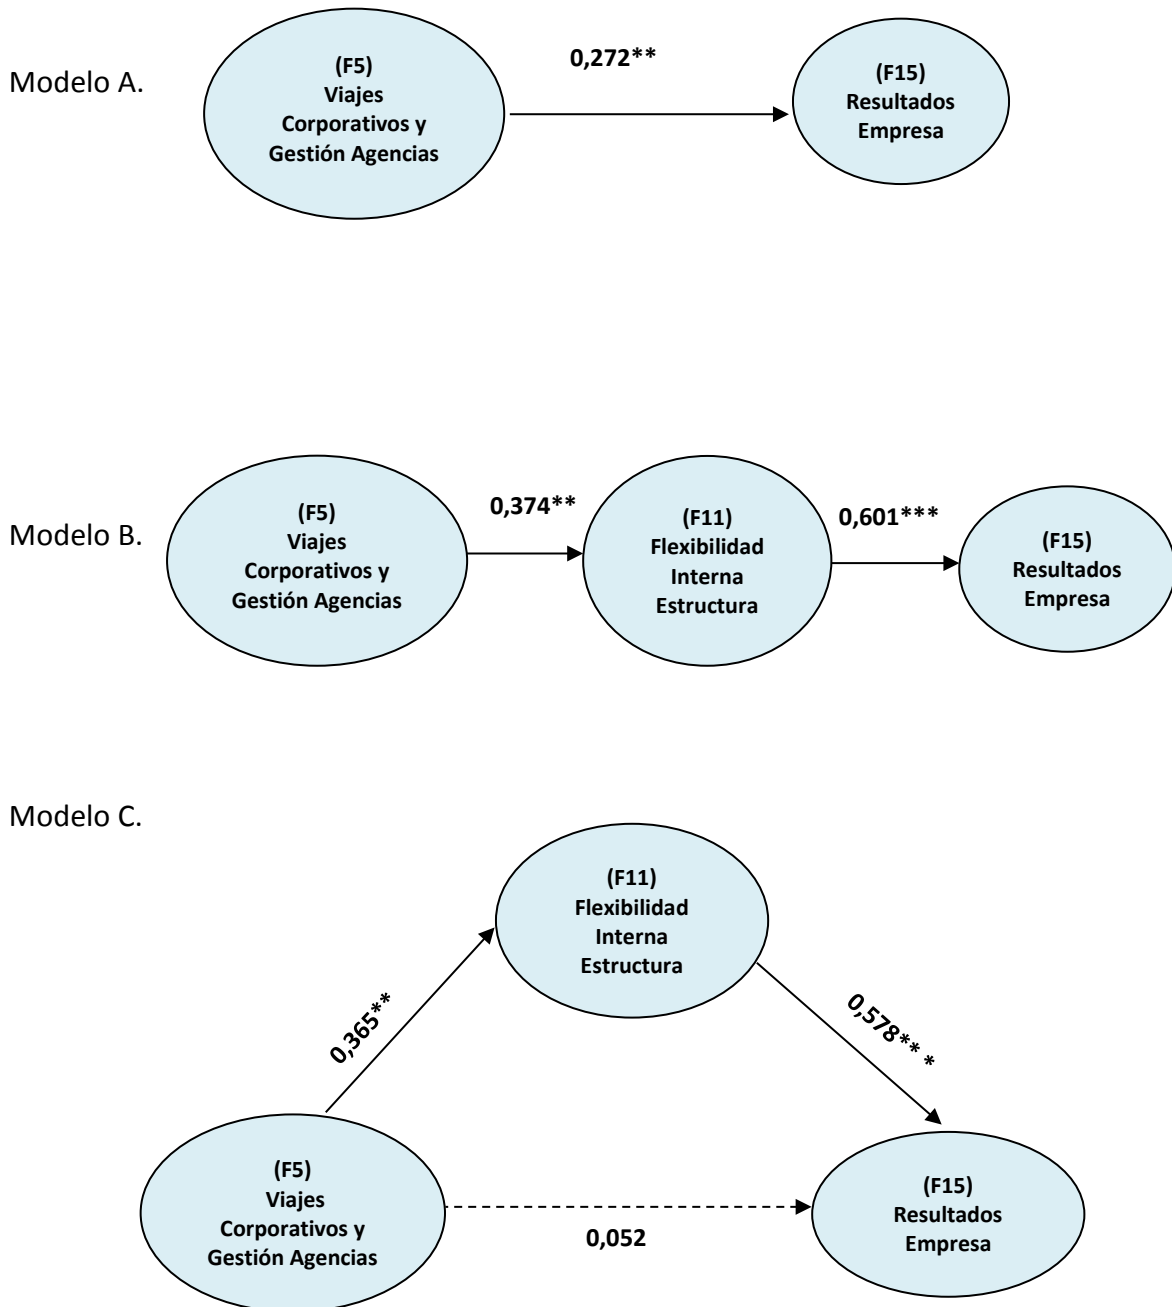 Modelo A.
(F5)
Viajes
Corporativos y
Gestión Agencias
0,272**
(F15)
Resultados
Empresa
Modelo B.
(F5)
Viajes
Corporativos y
Gestión Agencias
0,374**
(F11)
Flexibilidad
Interna
Estructura
0,601***
(F15)
Resultados
Empresa
Modelo C.
(F11)
Flexibilidad
Interna
Estructura
0,365**
0,578** *
(F5)
Viajes
Corporativos y
Gestión Agencias
0,052
(F15)
Resultados
Empresa